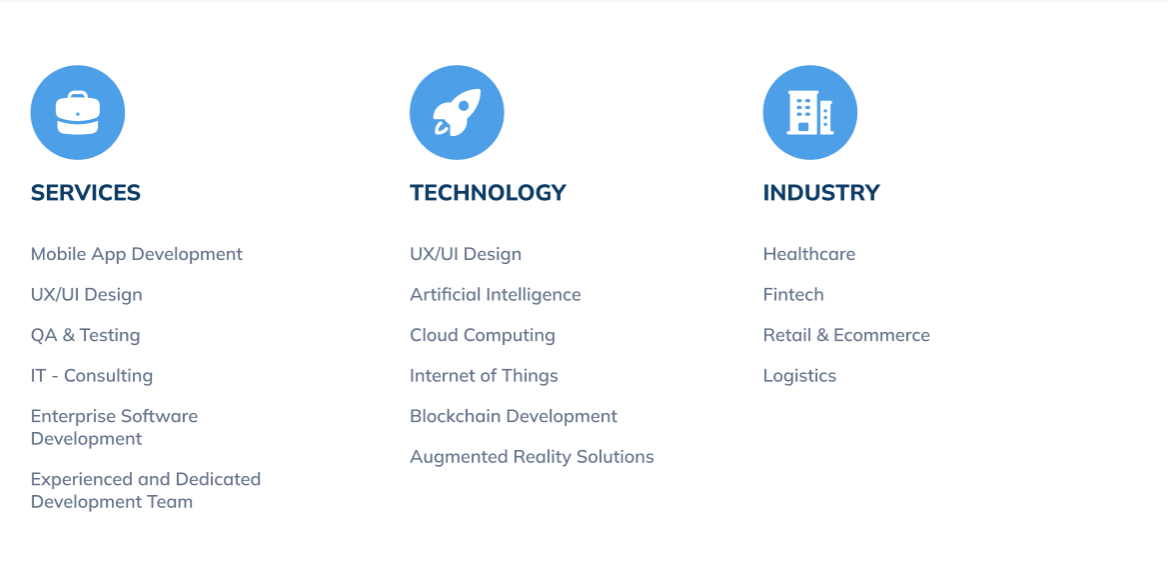 SERVICES
Mobile App Development
UX/UI Design
QA & Testing
IT - Consulting
Enterprise Software
Development
Experienced and Dedicated
Development Team
TECHNOLOGY
UX/UI Design
Artificial Intelligence
Cloud Computing
Internet of Things
Blockchain Development
Augmented Reality Solutions
INDUSTRY
Healthcare
Fintech
Retail & Ecommerce
Logistics